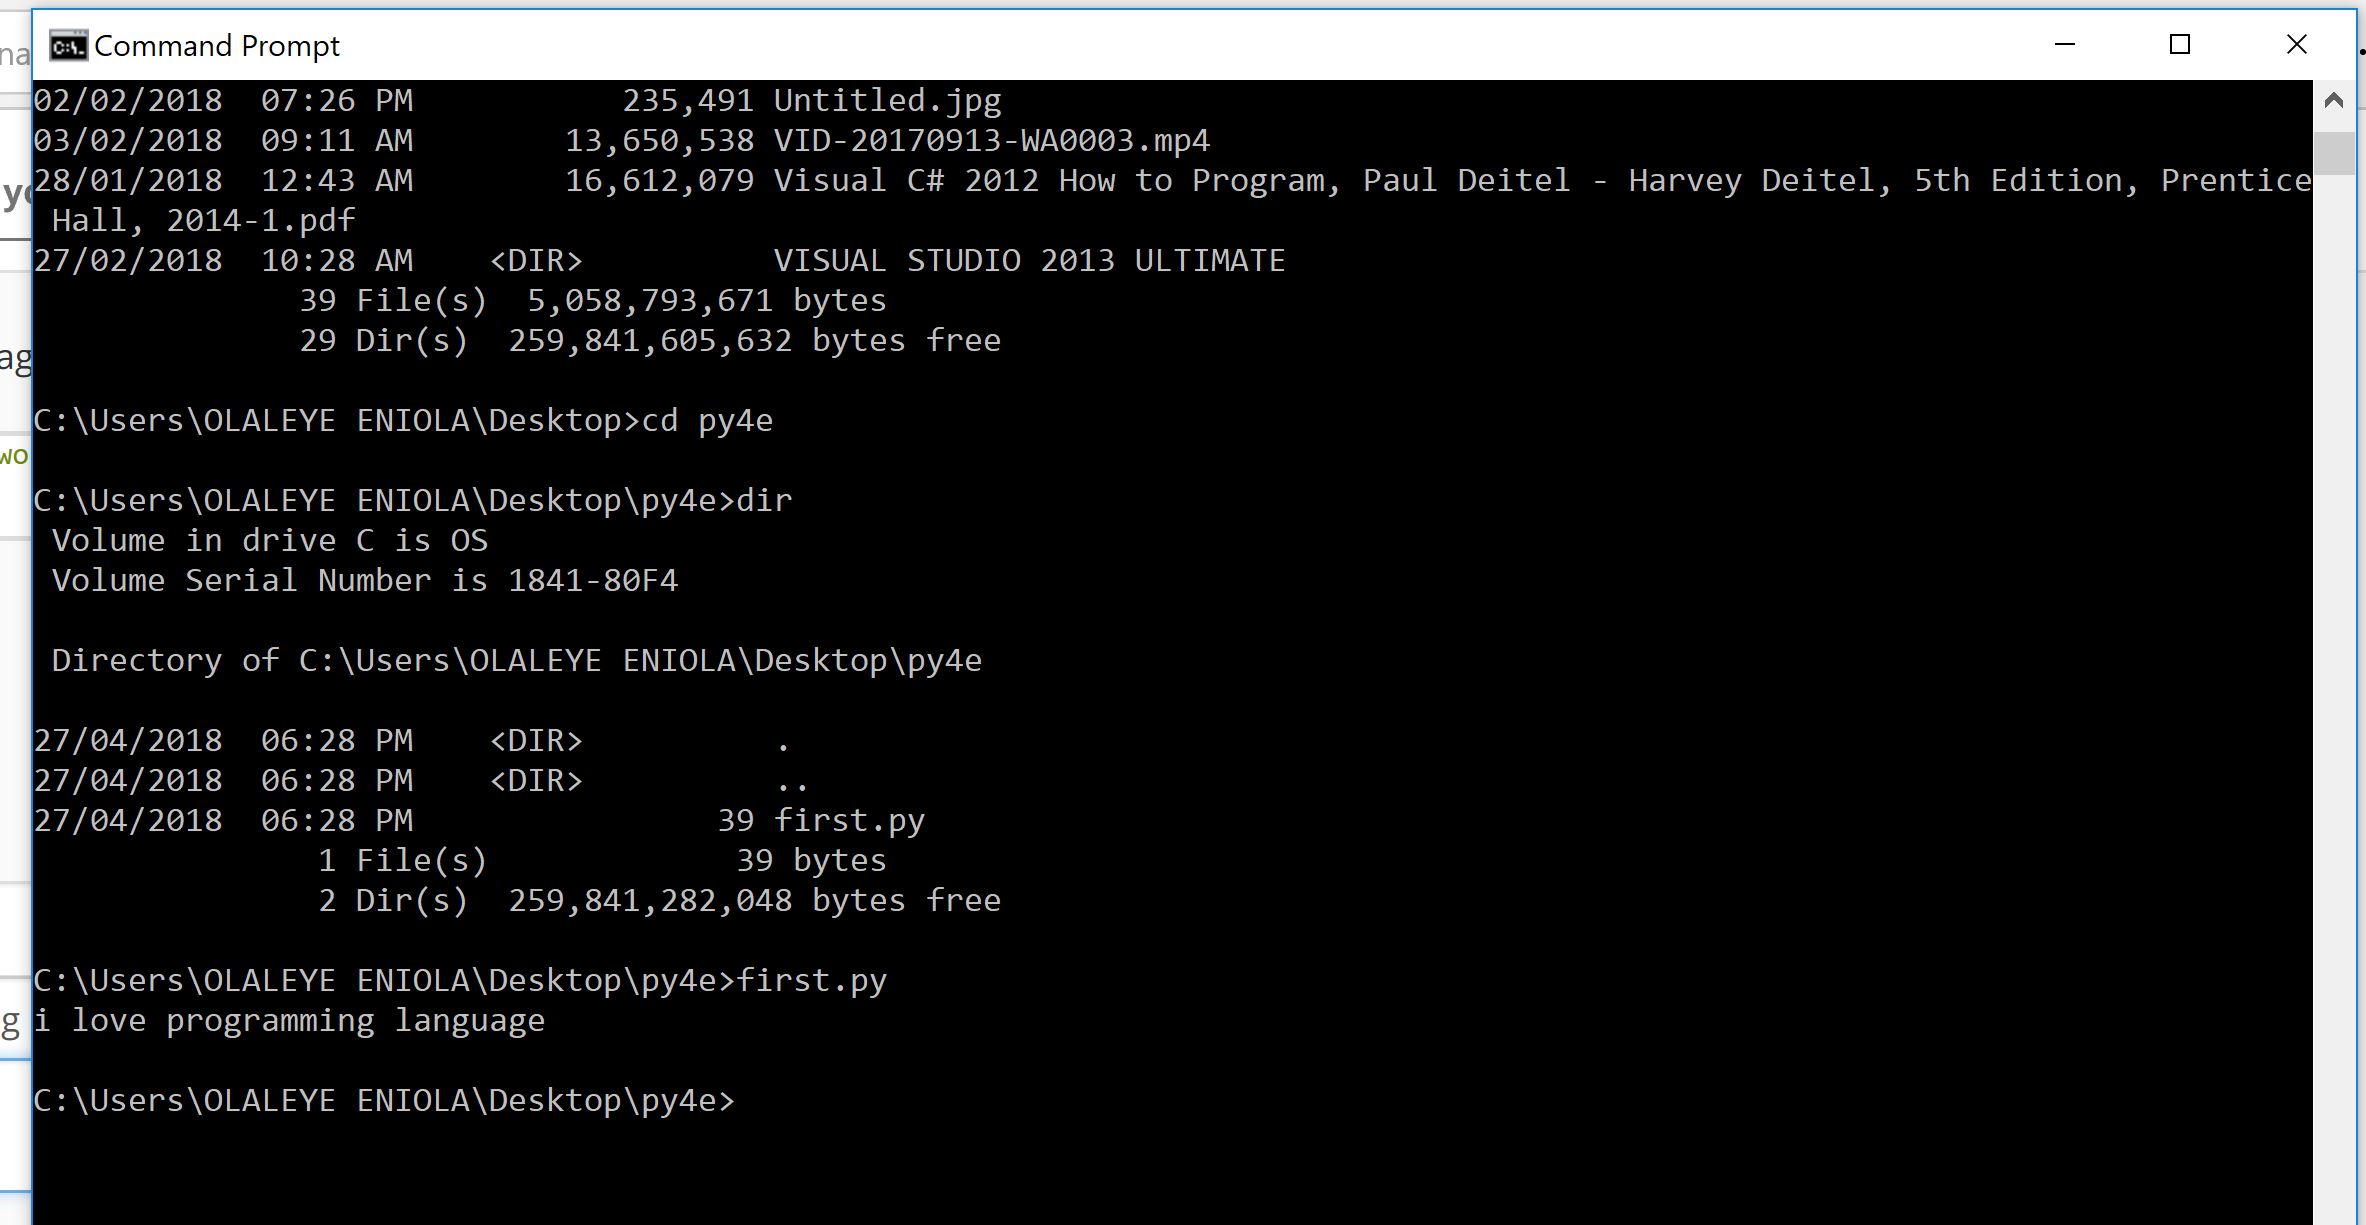 Command Prompt
02/02/2018  07:26 PM           235,491 Untitled.jpg
03/02/2018  09:11 AM        13,650,538 VID-20170913-WA0003.mp4
28/01/2018  12:43 AM        16,612,079 Visual C# 2012 How to Program, Paul Deitel - Harvey Deitel, 5th Edition, Prentice
 Hall, 2014-1.pdf
27/02/2018  10:28 AM    <DIR>          VISUAL STUDIO 2013 ULTIMATE
              39 File(s)  5,058,793,671 bytes
              29 Dir(s)  259,841,605,632 bytes free

C:\Users\OLALEYE ENIOLA\Desktop>cd py4e

C:\Users\OLALEYE ENIOLA\Desktop\py4e>dir
 Volume in drive C is OS
 Volume Serial Number is 1841-80F4

 Directory of C:\Users\OLALEYE ENIOLA\Desktop\py4e

27/04/2018  06:28 PM    <DIR>          .
27/04/2018  06:28 PM    <DIR>          ..
27/04/2018  06:28 PM                39 first.py
               1 File(s)             39 bytes
               2 Dir(s)  259,841,282,048 bytes free

C:\Users\OLALEYE ENIOLA\Desktop\py4e>first.py
i love programming language

C:\Users\OLALEYE ENIOLA\Desktop\py4e>